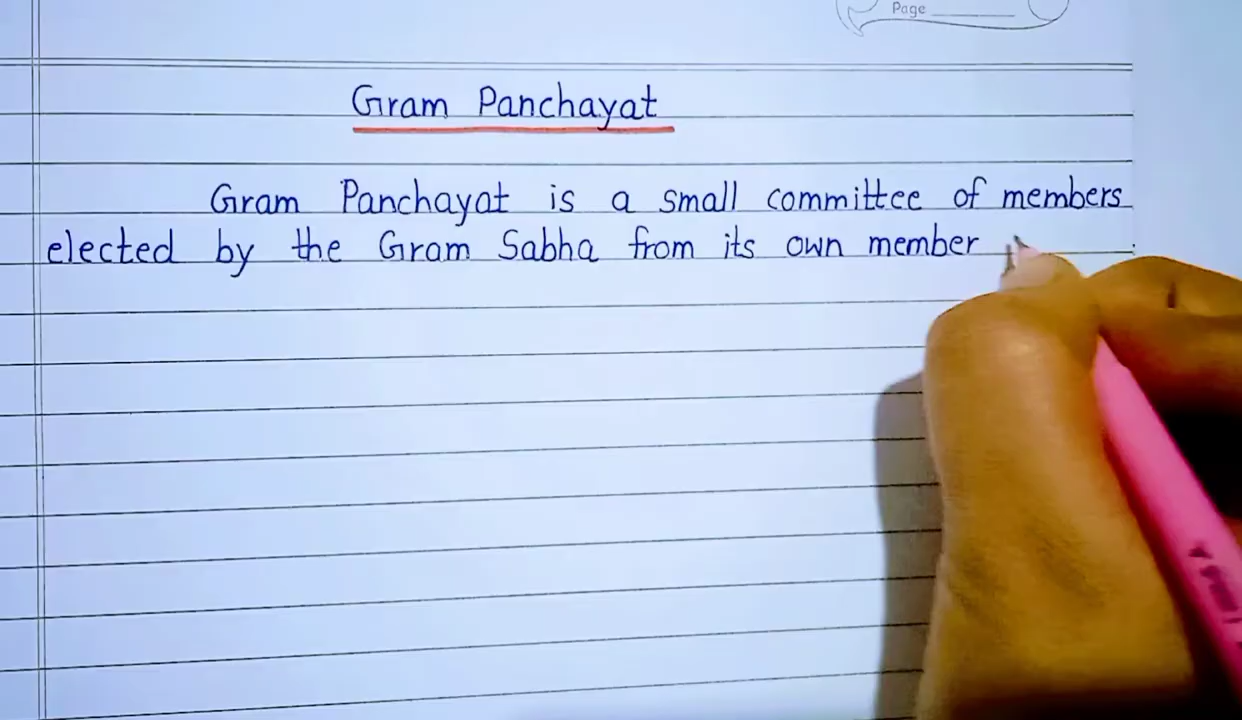 Page
Gram Panchayat
Gram Panchayat is a small committee of members
elected by the Gram Sabha from its own member